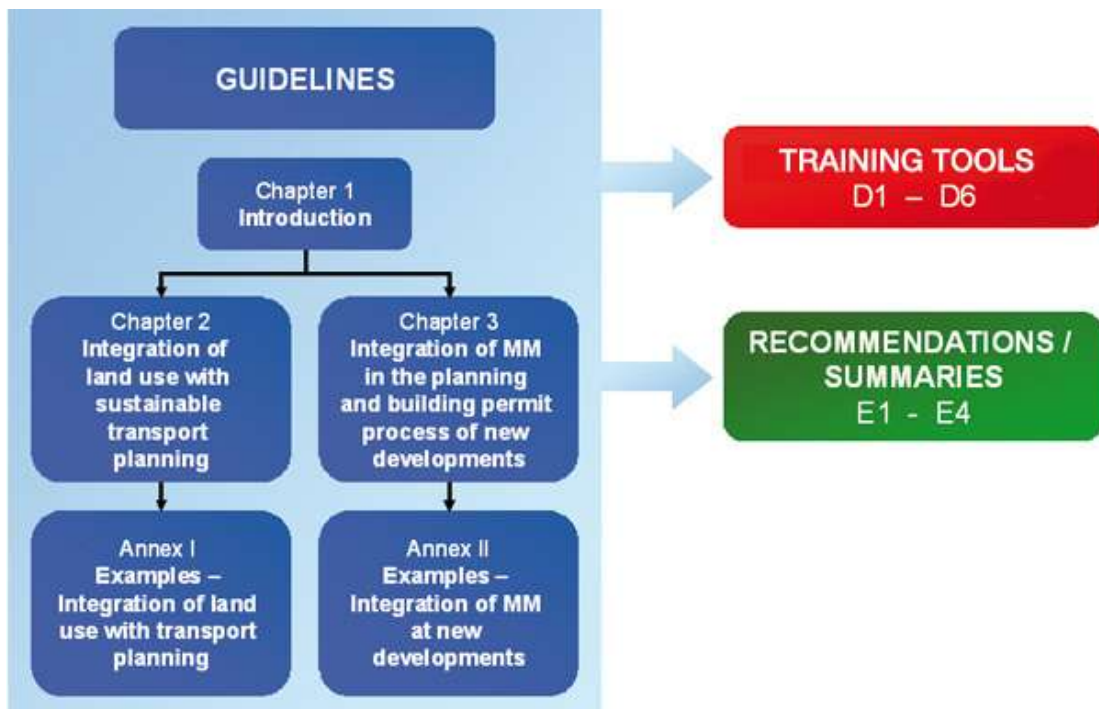 GUIDELINES
Chapter 1
Introduction
Chapter 2
Integration of
land use with
sustainable
transport
planning
Chapter 3
Integration of MM
in the planning
and building permit
process of new
developments
Annex I
Examples –
Integration of land
use with transport
planning
Annex II
Examples –
Integration of MM
at new
developments
TRAINING TOOLS
D1 – D6
RECOMMENDATIONS /
SUMMARIES
E1 - E4